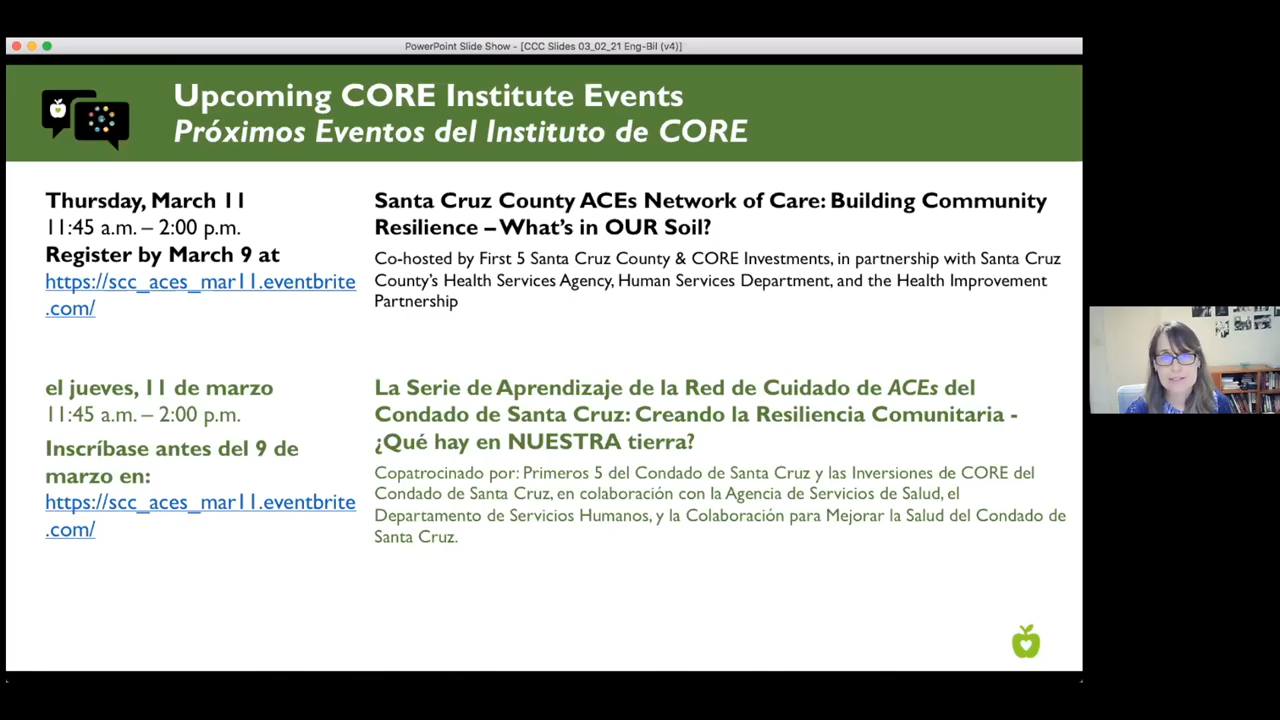 PowerPoint Slide Show - [CCC Slides 03_02_21 Eng-Bil (v4)]
Upcoming CORE Institute Events
Próximos Eventos del Instituto de CORE
Thursday, March 11
11:45 a.m. – 2:00 p.m.
Register by March 9 at
https://scc_aces_mar11.eventbrite
.com/
Santa Cruz County ACEs Network of Care: Building Community
Resilience – What's in OUR Soil?
Co-hosted by First 5 Santa Cruz County & CORE Investments, in partnership with Santa Cruz
County's Health Services Agency, Human Services Department, and the Health Improvement
Partnership
el jueves, 11 de marzo
11:45 a.m. – 2:00 p.m.
Inscríbase antes del 9 de
marzo en:
https://scc_aces_mar11.eventbrite
.com/
La Serie de Aprendizaje de la Red de Cuidado de ACEs del
Condado de Santa Cruz: Creando la Resiliencia Comunitaria -
¿Qué hay en NUESTRA tierra?
Copatrocinado por: Primeros 5 del Condado de Santa Cruz y las Inversiones de CORE del
Condado de Santa Cruz, en colaboración con la Agencia de Servicios de Salud, el
Departamento de Servicios Humanos, y la Colaboración para Mejorar la Salud del Condado de
Santa Cruz.